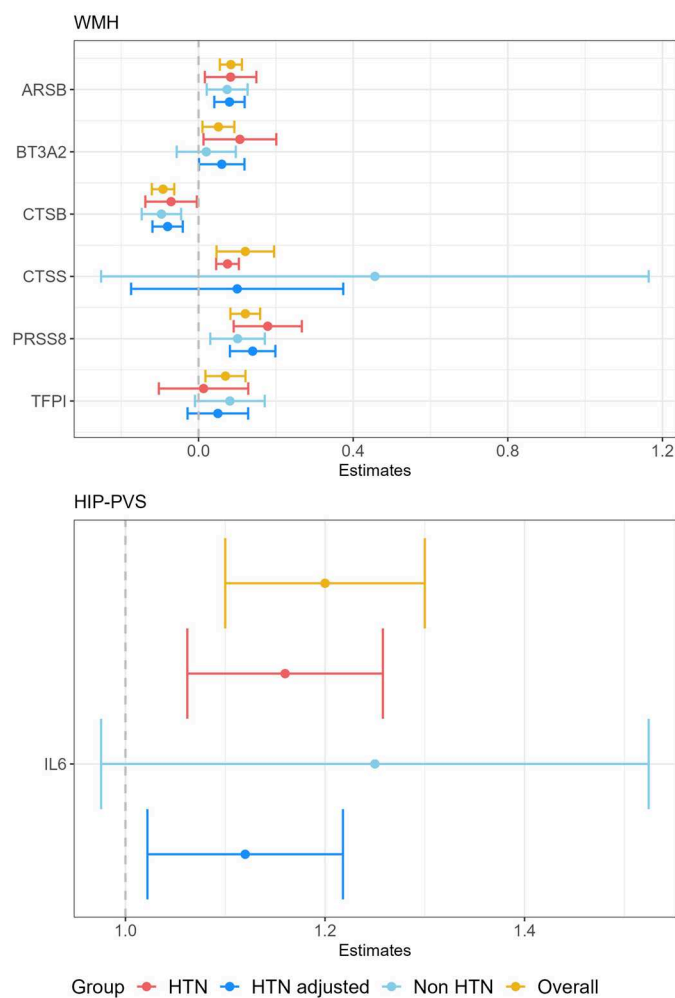 WMH
ARSB
BT3A2
CTSB
CTSS
PRSS8
TFPI
0.0 0.4 0.8 1.2
Estimates
HIP-PVS
IL6
1.0 1.2 1.4
Estimates
Group HTN HTN adjusted Non HTN Overall